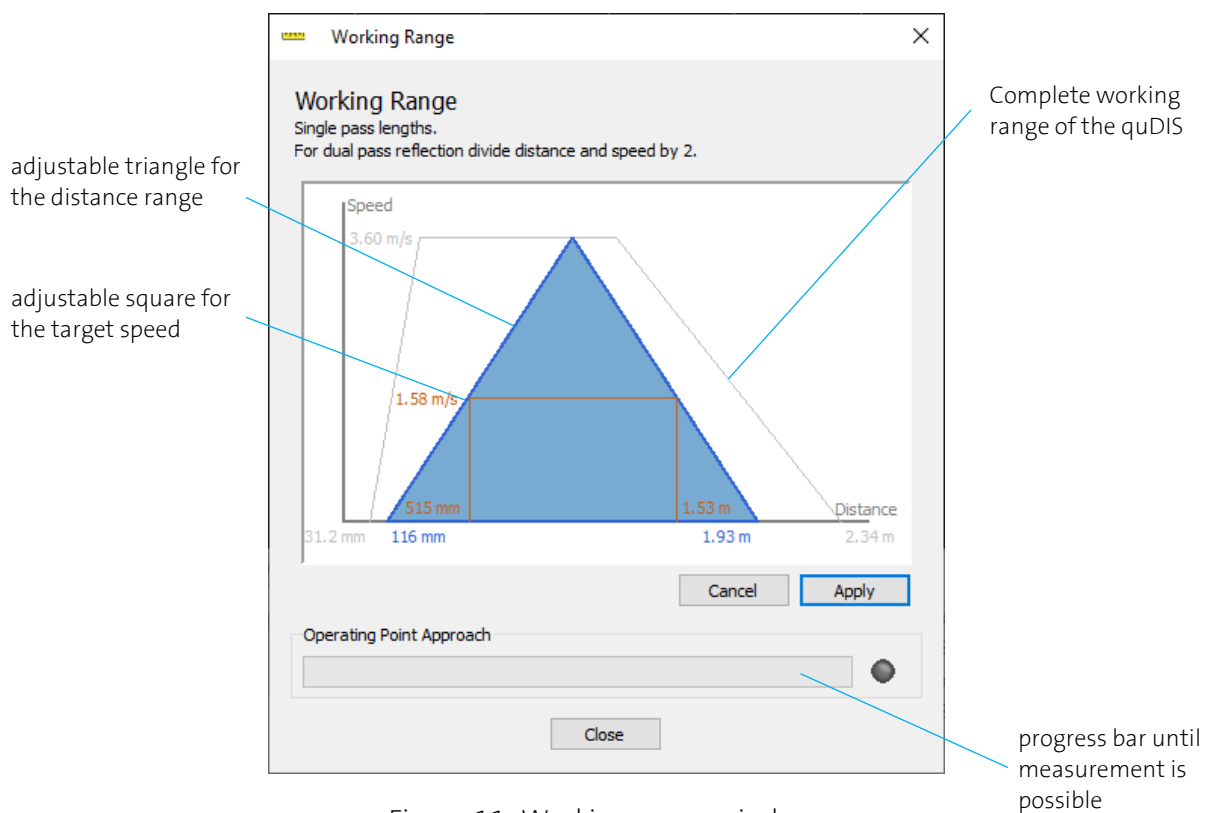 Working Range
Working Range
Single pass lengths.
For dual pass reflection divide distance and speed by 2.
Complete working
range of the quDIS
adjustable triangle for
the distance range
adjustable square for
the target speed
Speed
3.60 m/s
1.58 m/s
515 mm
1.53 m
Distance
31.2 mm
116 mm
1.93 m
2.34 m
Cancel
Apply
Operating Point Approach
Close
progress bar until
measurement is
possible